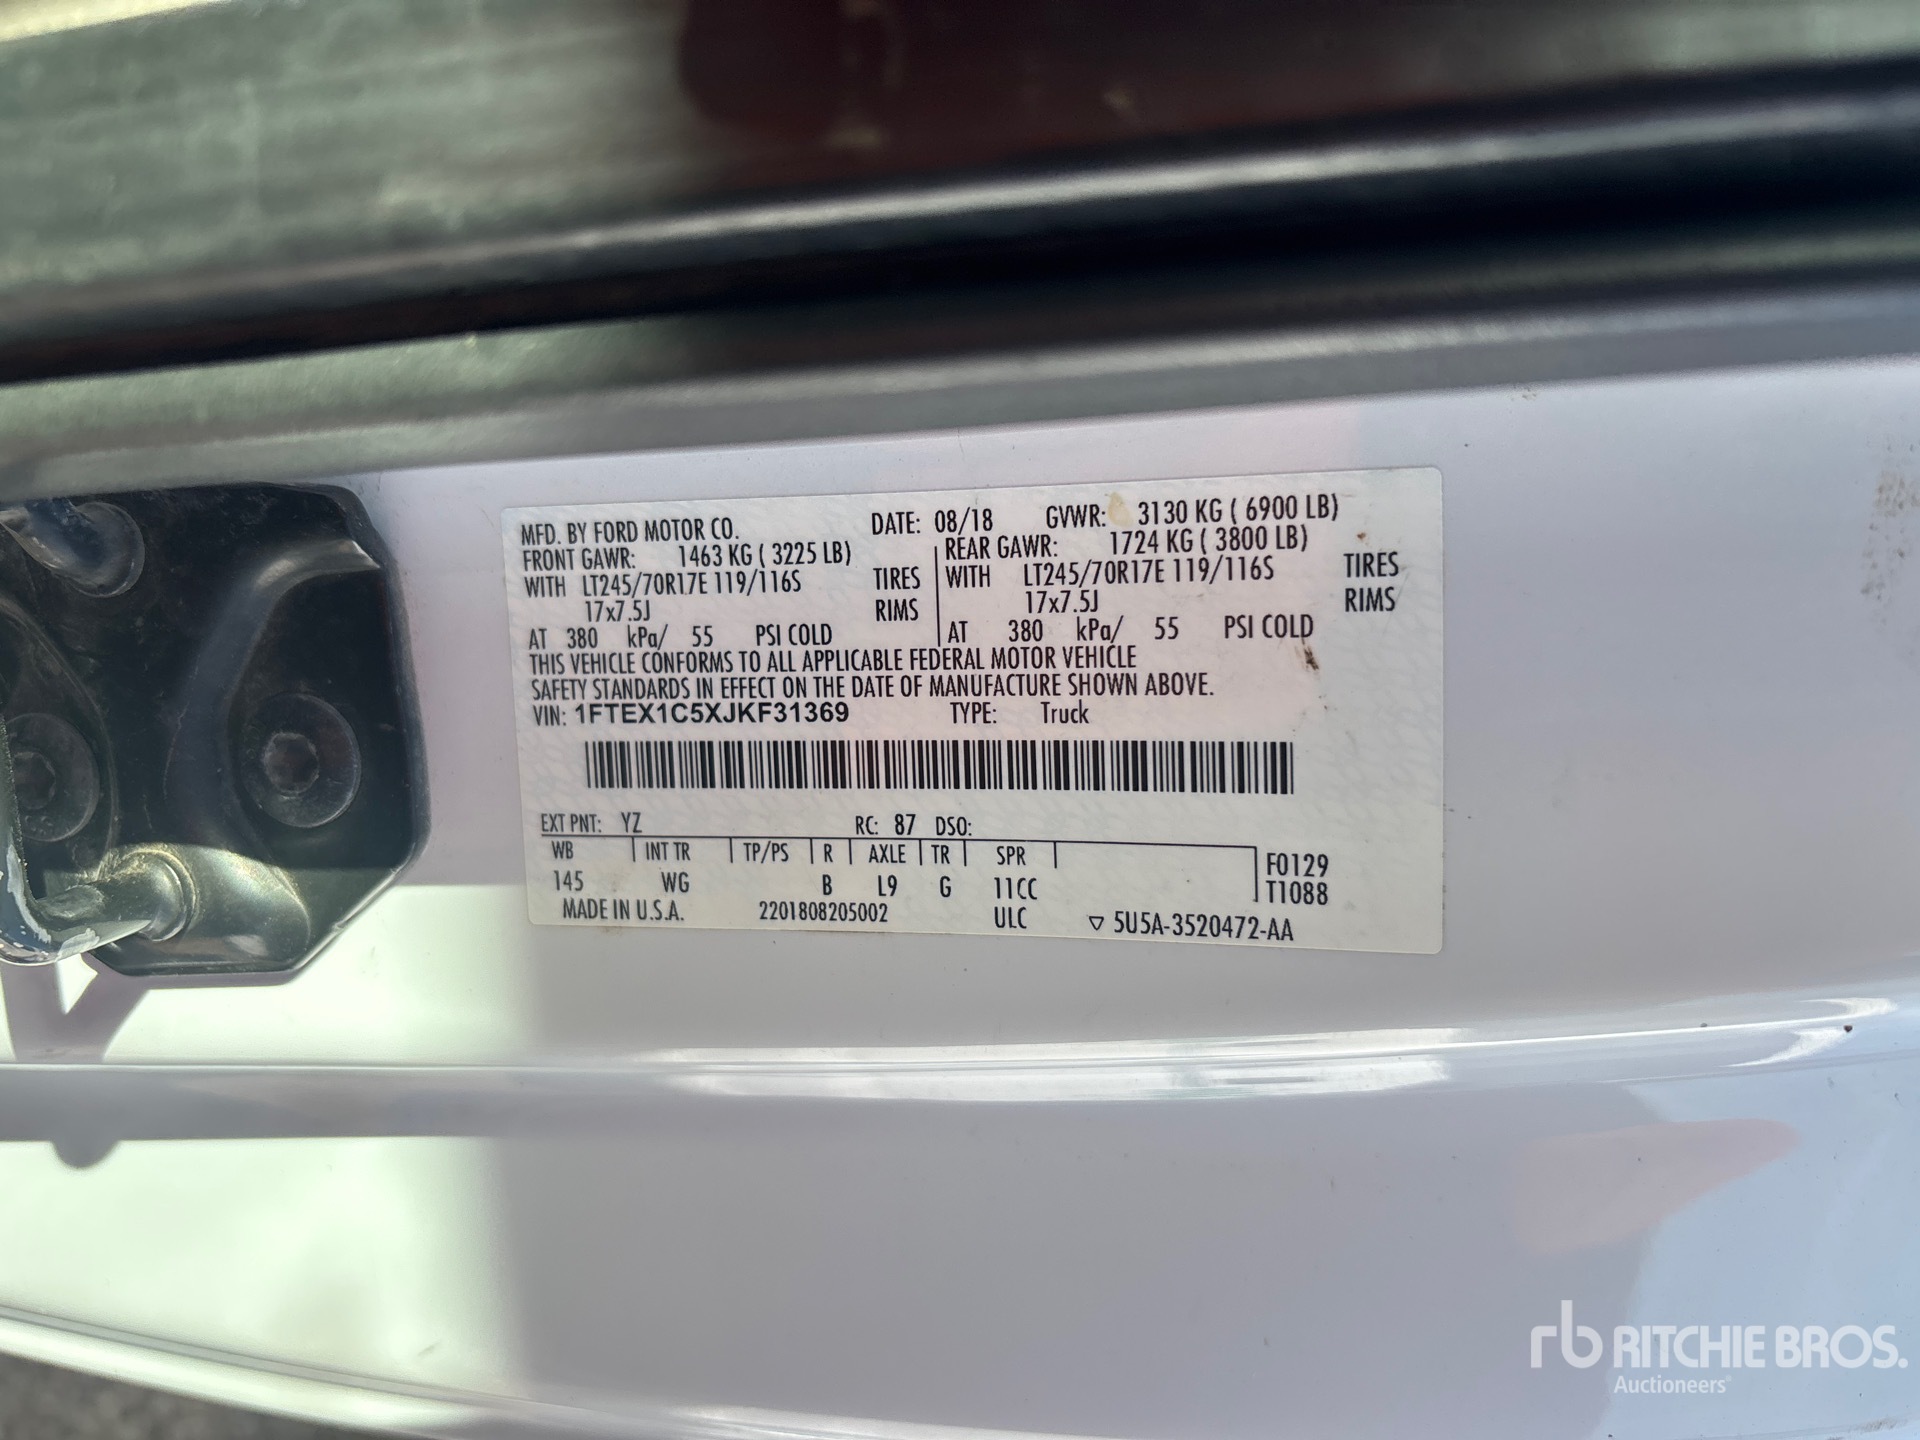 MFD. BY FORD MOTOR CO. DATE: 08/18 GVWR: 3130 KG ( 6900 LB)
FRONT GAWR: 1463 KG ( 3225 LB) REAR GAWR: 1724 KG ( 3800 LB)
WITH LT245/70R17E 119/116S TIRES WITH LT245/70R17E 119/116S TIRES
17x7.5J RIMS 17x7.5J RIMS
AT 380 kPa/ 55 PSI COLD AT 380 kPa/ 55 PSI COLD
THIS VEHICLE CONFORMS TO ALL APPLICABLE FEDERAL MOTOR VEHICLE
SAFETY STANDARDS IN EFFECT ON THE DATE OF MANUFACTURE SHOWN ABOVE.
VIN: 1FTEX1C5XJKF31369 TYPE: Truck
EXT PNT: YZ RC: 87 DSO:
WB INT TR TP/PS R AXLE TR SPR F0129
145 WG B L9 G 11CC T1088
MADE IN U.S.A. 2201808205002 ULC ▽ 5U5A-3520472-AA
rb RITCHIE BROS.
Auctioneers